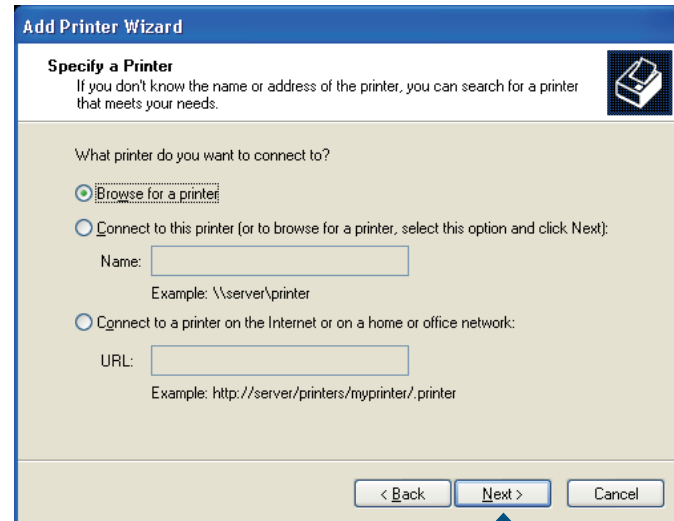 Add Printer Wizard
Specify a Printer
If you don't know the name or address of the printer, you can search for a printer
that meets your needs.
What printer do you want to connect to?
Browse for a printer
Connect to this printer (or to browse for a printer, select this option and click Next):
Name:
Example: \\server\printer
Connect to a printer on the Internet or on a home or office network:
URL:
Example: http://server/printers/myprinter/.printer
< Back
Next >
Cancel